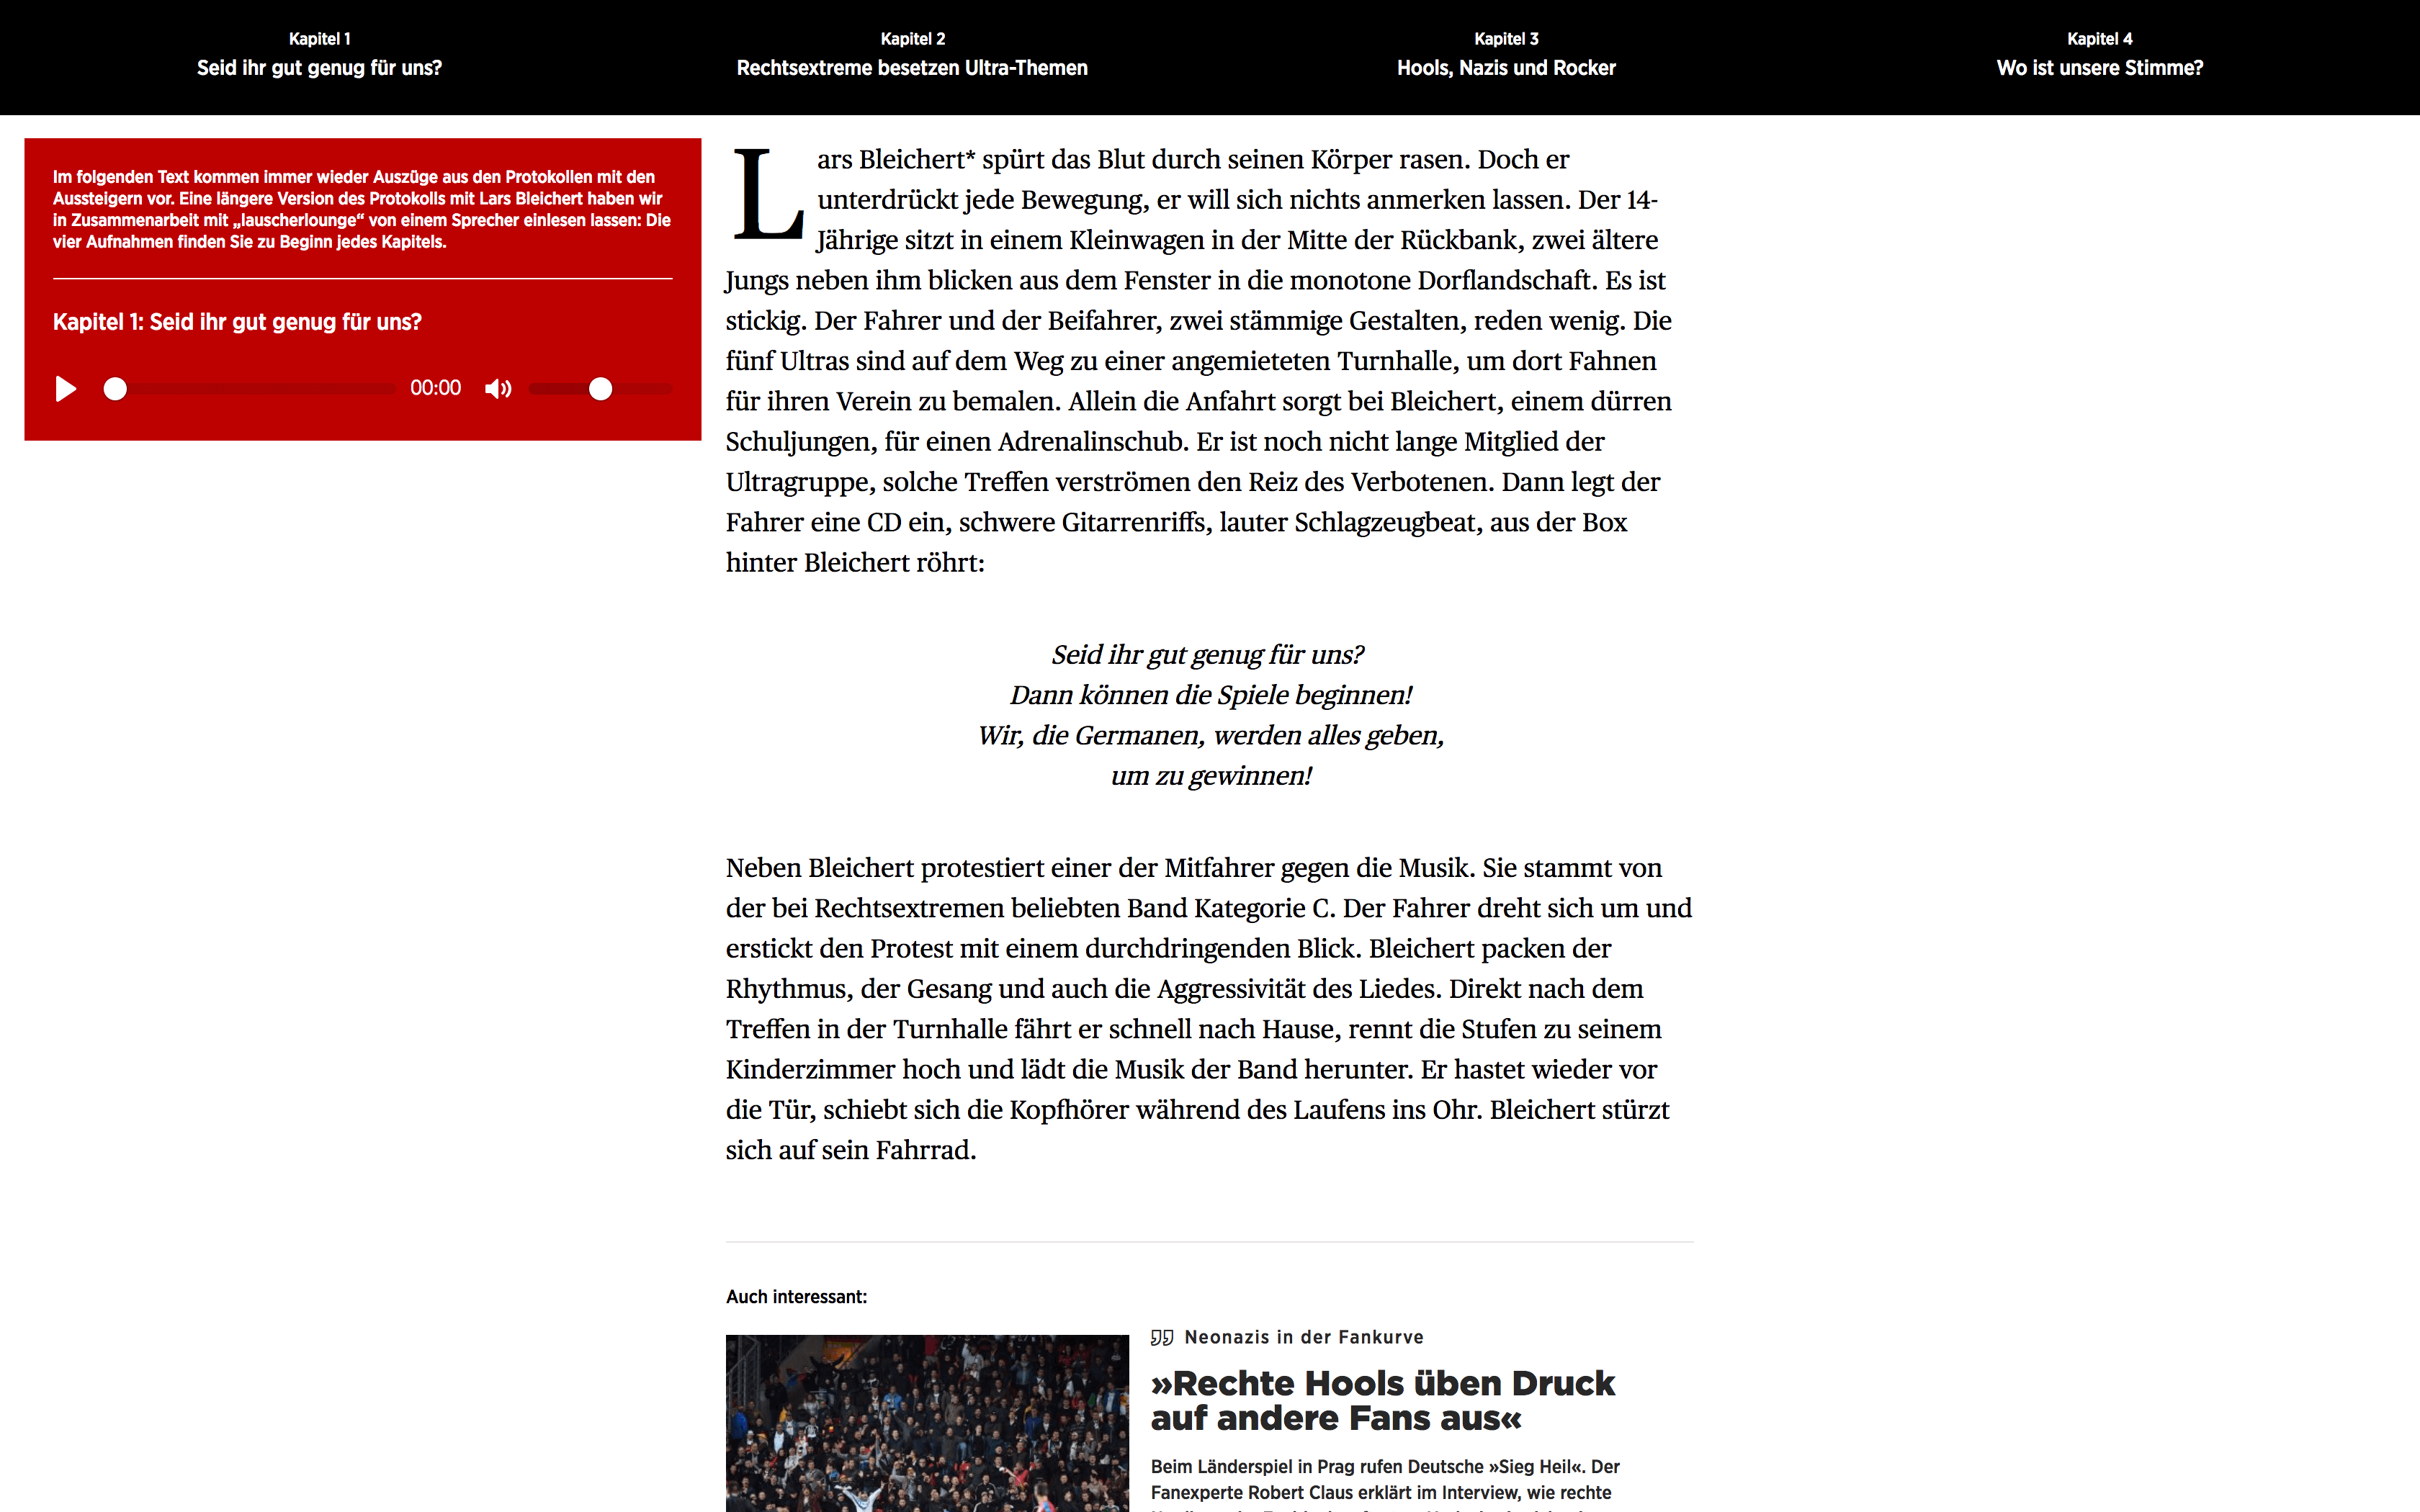 Kapitel 1
Seid ihr gut genug für uns?
Kapitel 2
Rechtsextreme besetzen Ultra-Themen
Kapitel 3
Hools, Nazis und Rocker
Kapitel 4
Wo ist unsere Stimme?
Im folgenden Text kommen immer wieder Auszüge aus den Protokollen mit den
Aussteigern vor. Eine längere Version des Protokolls mit Lars Bleichert haben wir
in Zusammenarbeit mit „lauscherlounge“ von einem Sprecher einlesen lassen: Die
vier Aufnahmen finden Sie zu Beginn jedes Kapitels.
Kapitel 1: Seid ihr gut genug für uns?
00:00
Lars Bleichert* spürt das Blut durch seinen Körper rasen. Doch er
unterdrückt jede Bewegung, er will sich nichts anmerken lassen. Der 14-
Jährige sitzt in einem Kleinwagen in der Mitte der Rückbank, zwei ältere
Jungs neben ihm blicken aus dem Fenster in die monotone Dorflandschaft. Es ist
stickig. Der Fahrer und der Beifahrer, zwei stämmige Gestalten, reden wenig. Die
fünf Ultras sind auf dem Weg zu einer angemieteten Turnhalle, um dort Fahnen
für ihren Verein zu bemalen. Allein die Anfahrt sorgt bei Bleichert, einem dürren
Schuljungen, für einen Adrenalinschub. Er ist noch nicht lange Mitglied der
Ultragruppe, solche Treffen verströmen den Reiz des Verbotenen. Dann legt der
Fahrer eine CD ein, schwere Gitarrenriffs, lauter Schlagzeugbeat, aus der Box
hinter Bleichert röhrt:
Seid ihr gut genug für uns?
Dann können die Spiele beginnen!
Wir, die Germanen, werden alles geben,
um zu gewinnen!
Neben Bleichert protestiert einer der Mitfahrer gegen die Musik. Sie stammt von
der bei Rechtsextremen beliebten Band Kategorie C. Der Fahrer dreht sich um und
erstickt den Protest mit einem durchdringenden Blick. Bleichert packen der
Rhythmus, der Gesang und auch die Aggressivität des Liedes. Direkt nach dem
Treffen in der Turnhalle fährt er schnell nach Hause, rennt die Stufen zu seinem
Kinderzimmer hoch und lädt die Musik der Band herunter. Er hastet wieder vor
die Tür, schiebt sich die Kopfhörer während des Laufens ins Ohr. Bleichert stürzt
sich auf sein Fahrrad.
Auch interessant:
Neonazis in der Fankurve
»Rechte Hools üben Druck
auf andere Fans aus«
Beim Länderspiel in Prag rufen Deutsche »Sieg Heil«. Der
Fanexperte Robert Claus erklärt im Interview, wie rechte